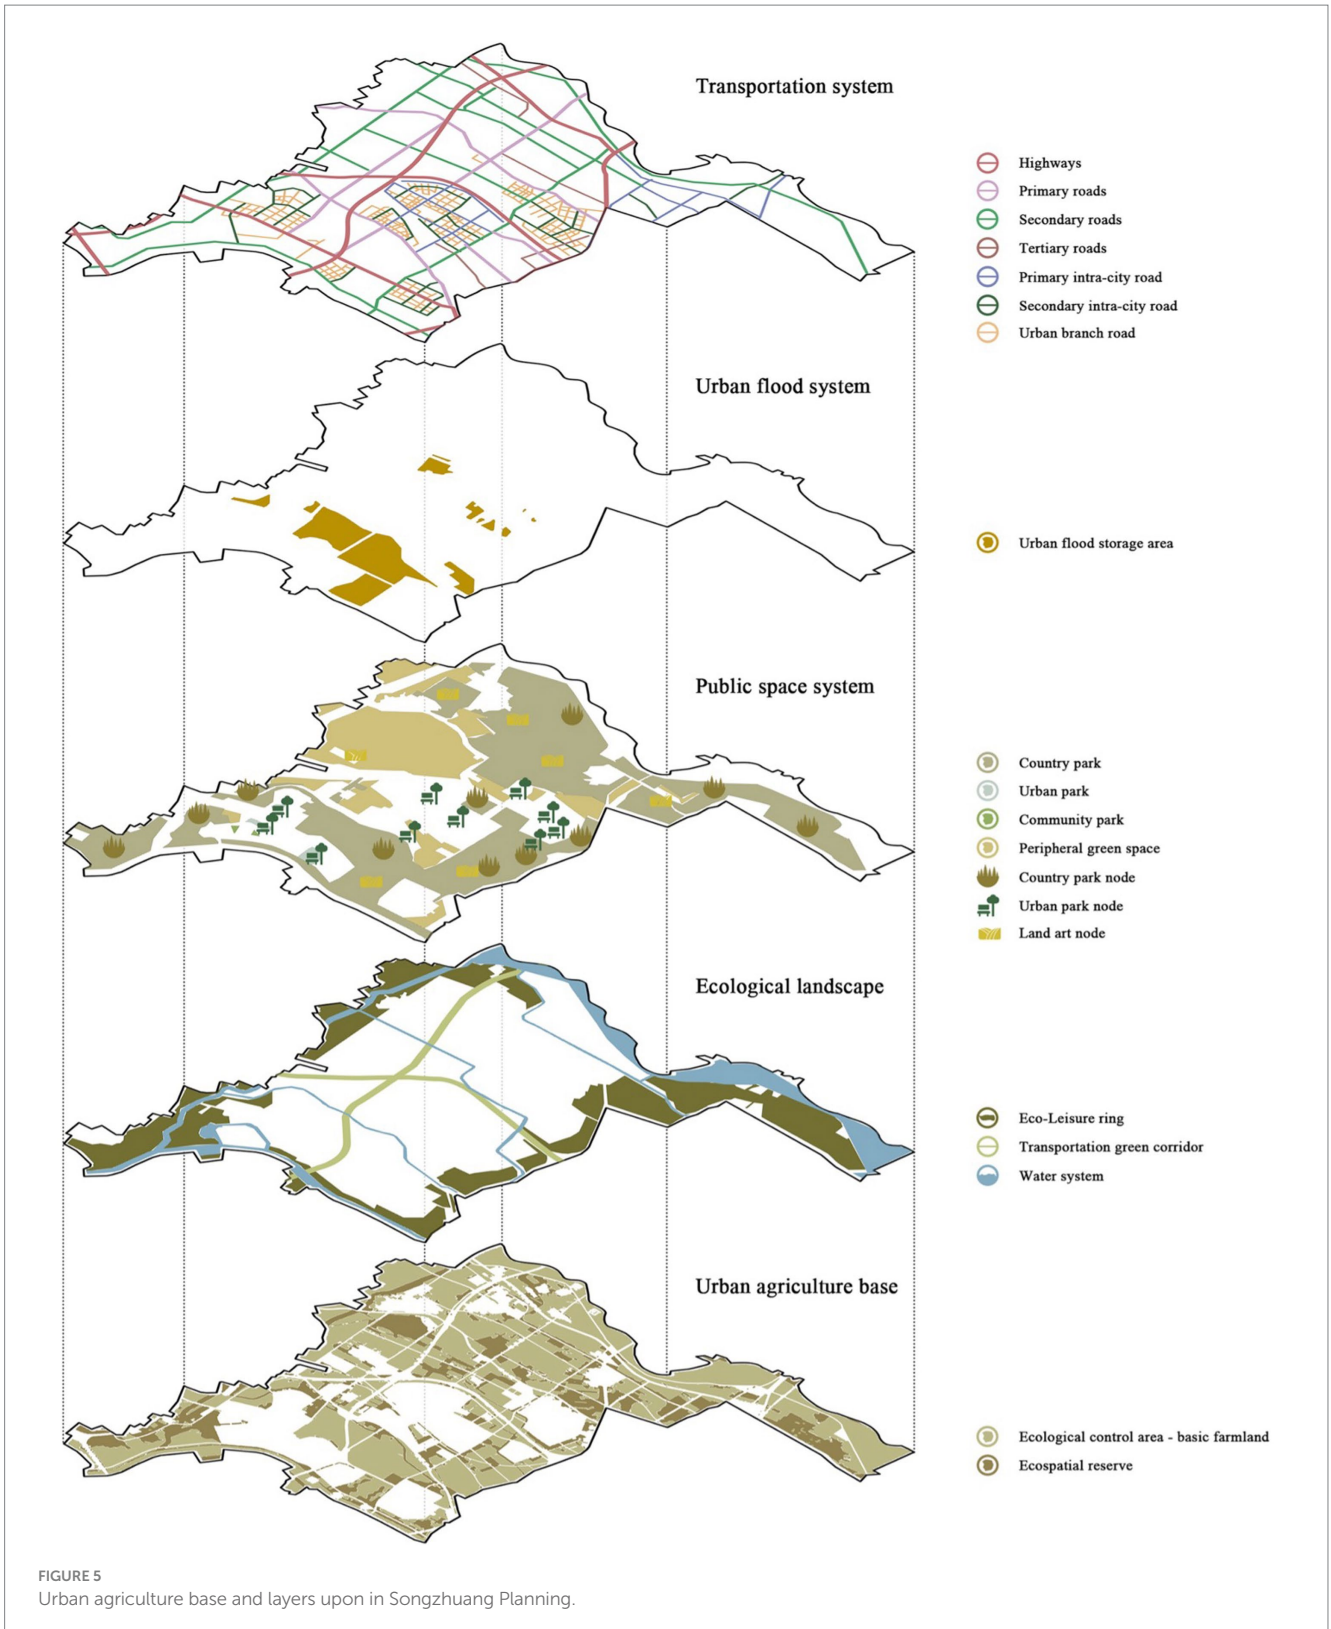 Transportation system
Highways
Primary roads
Secondary roads
Tertiary roads
Primary intra-city road
Secondary intra-city road
Urban branch road
Urban flood system
Urban flood storage area
Public space system
Country park
Urban park
Community park
Peripheral green space
Country park node
Urban park node
Land art node
Ecological landscape
Eco-Leisure ring
Transportation green corridor
Water system
Urban agriculture base
Ecological control area - basic farmland
Ecospatial reserve
FIGURE 5
Urban agriculture base and layers upon in Songzhuang Planning.